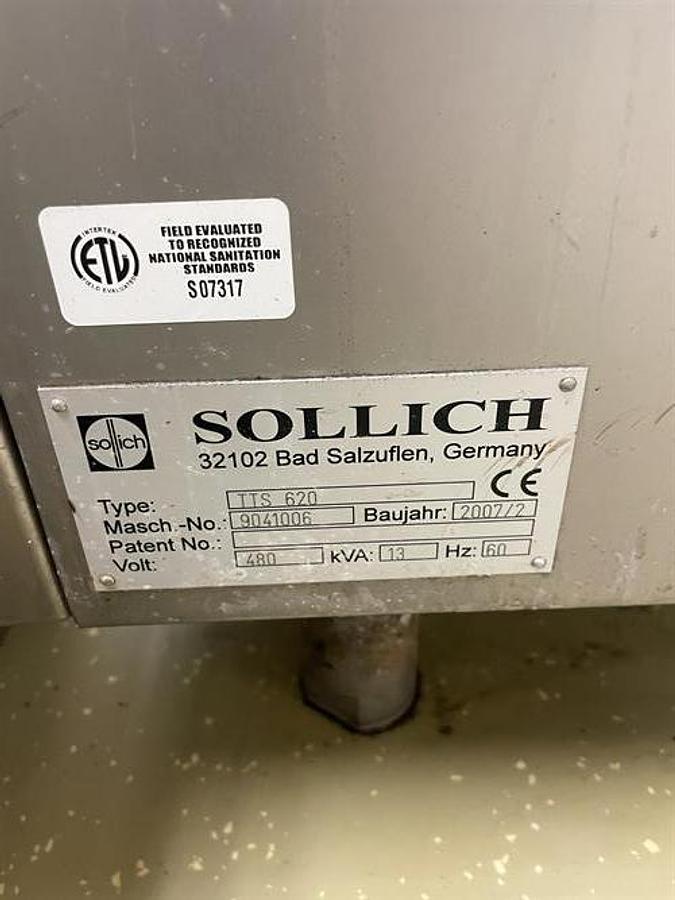 INTERTEK
ETL
FIELD EVALUATED
FIELD EVALUATED
TO RECOGNIZED
NATIONAL SANITATION
STANDARDS
S07317
sollich
SOLLICH
32102 Bad Salzuflen, Germany
CE
Type: TTS 620
Masch.-No.: 9041006 Baujahr: 2007/2
Patent No.:
Volt: 480 kVA: 13 Hz: 60